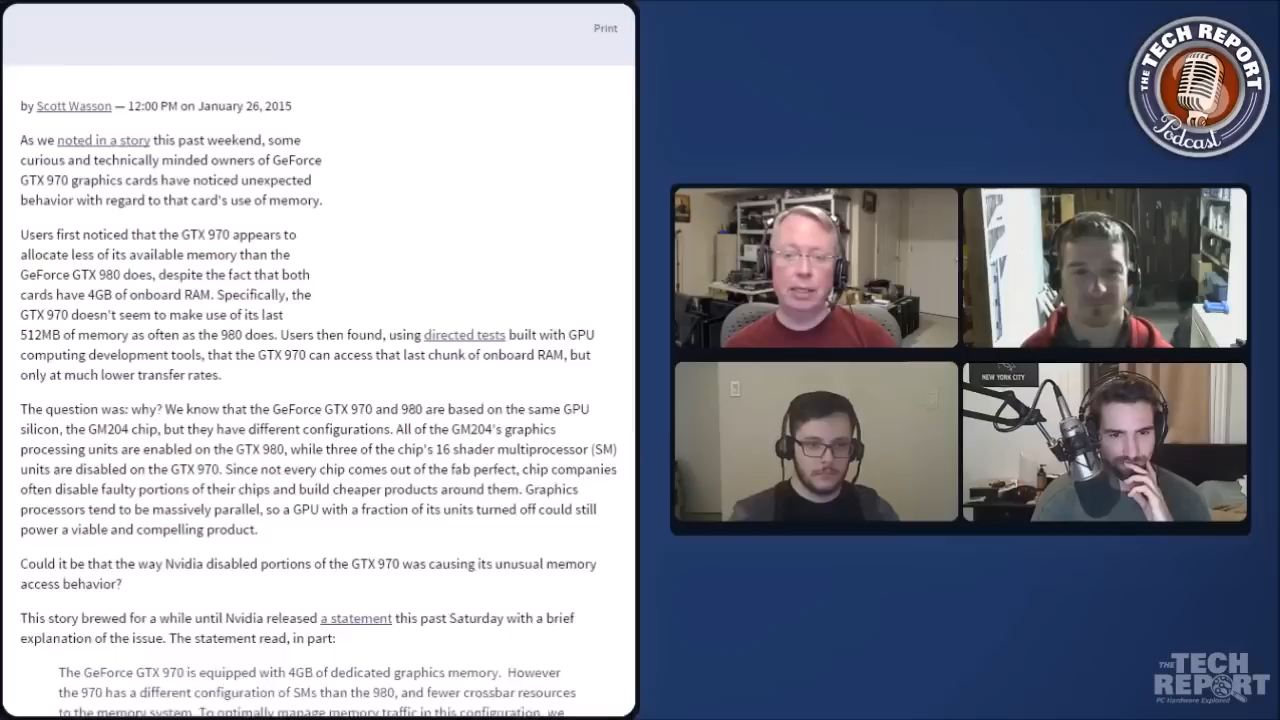 Print
by Scott Wasson — 12:00 PM on January 26, 2015
As we noted in a story this past weekend, some
curious and technically minded owners of GeForce
GTX 970 graphics cards have noticed unexpected
behavior with regard to that card's use of memory.
Users first noticed that the GTX 970 appears to
allocate less of its available memory than the
GeForce GTX 980 does, despite the fact that both
cards have 4GB of onboard RAM. Specifically, the
GTX 970 doesn't seem to make use of its last
512MB of memory as often as the 980 does. Users then found, using directed tests built with GPU
computing development tools, that the GTX 970 can access that last chunk of onboard RAM, but
only at much lower transfer rates.
The question was: why? We know that the GeForce GTX 970 and 980 are based on the same GPU
silicon, the GM204 chip, but they have different configurations. All of the GM204's graphics
processing units are enabled on the GTX 980, while three of the chip's 16 shader multiprocessor (SM)
units are disabled on the GTX 970. Since not every chip comes out of the fab perfect, chip companies
often disable faulty portions of their chips and build cheaper products around them. Graphics
processors tend to be massively parallel, so a GPU with a fraction of its units turned off could still
power a viable and compelling product.
Could it be that the way Nvidia disabled portions of the GTX 970 was causing its unusual memory
access behavior?
This story brewed for a while until Nvidia released a statement this past Saturday with a brief
explanation of the issue. The statement read, in part:
The GeForce GTX 970 is equipped with 4GB of dedicated graphics memory. However
the 970 has a different configuration of SMs than the 980, and fewer crossbar resources
to the memory system. To optimally manage memory traffic in this configuration, we
THE TECH REPORT
Podcast
NEW YORK CITY
THE TECH
REPORT
PC Hardware Explored